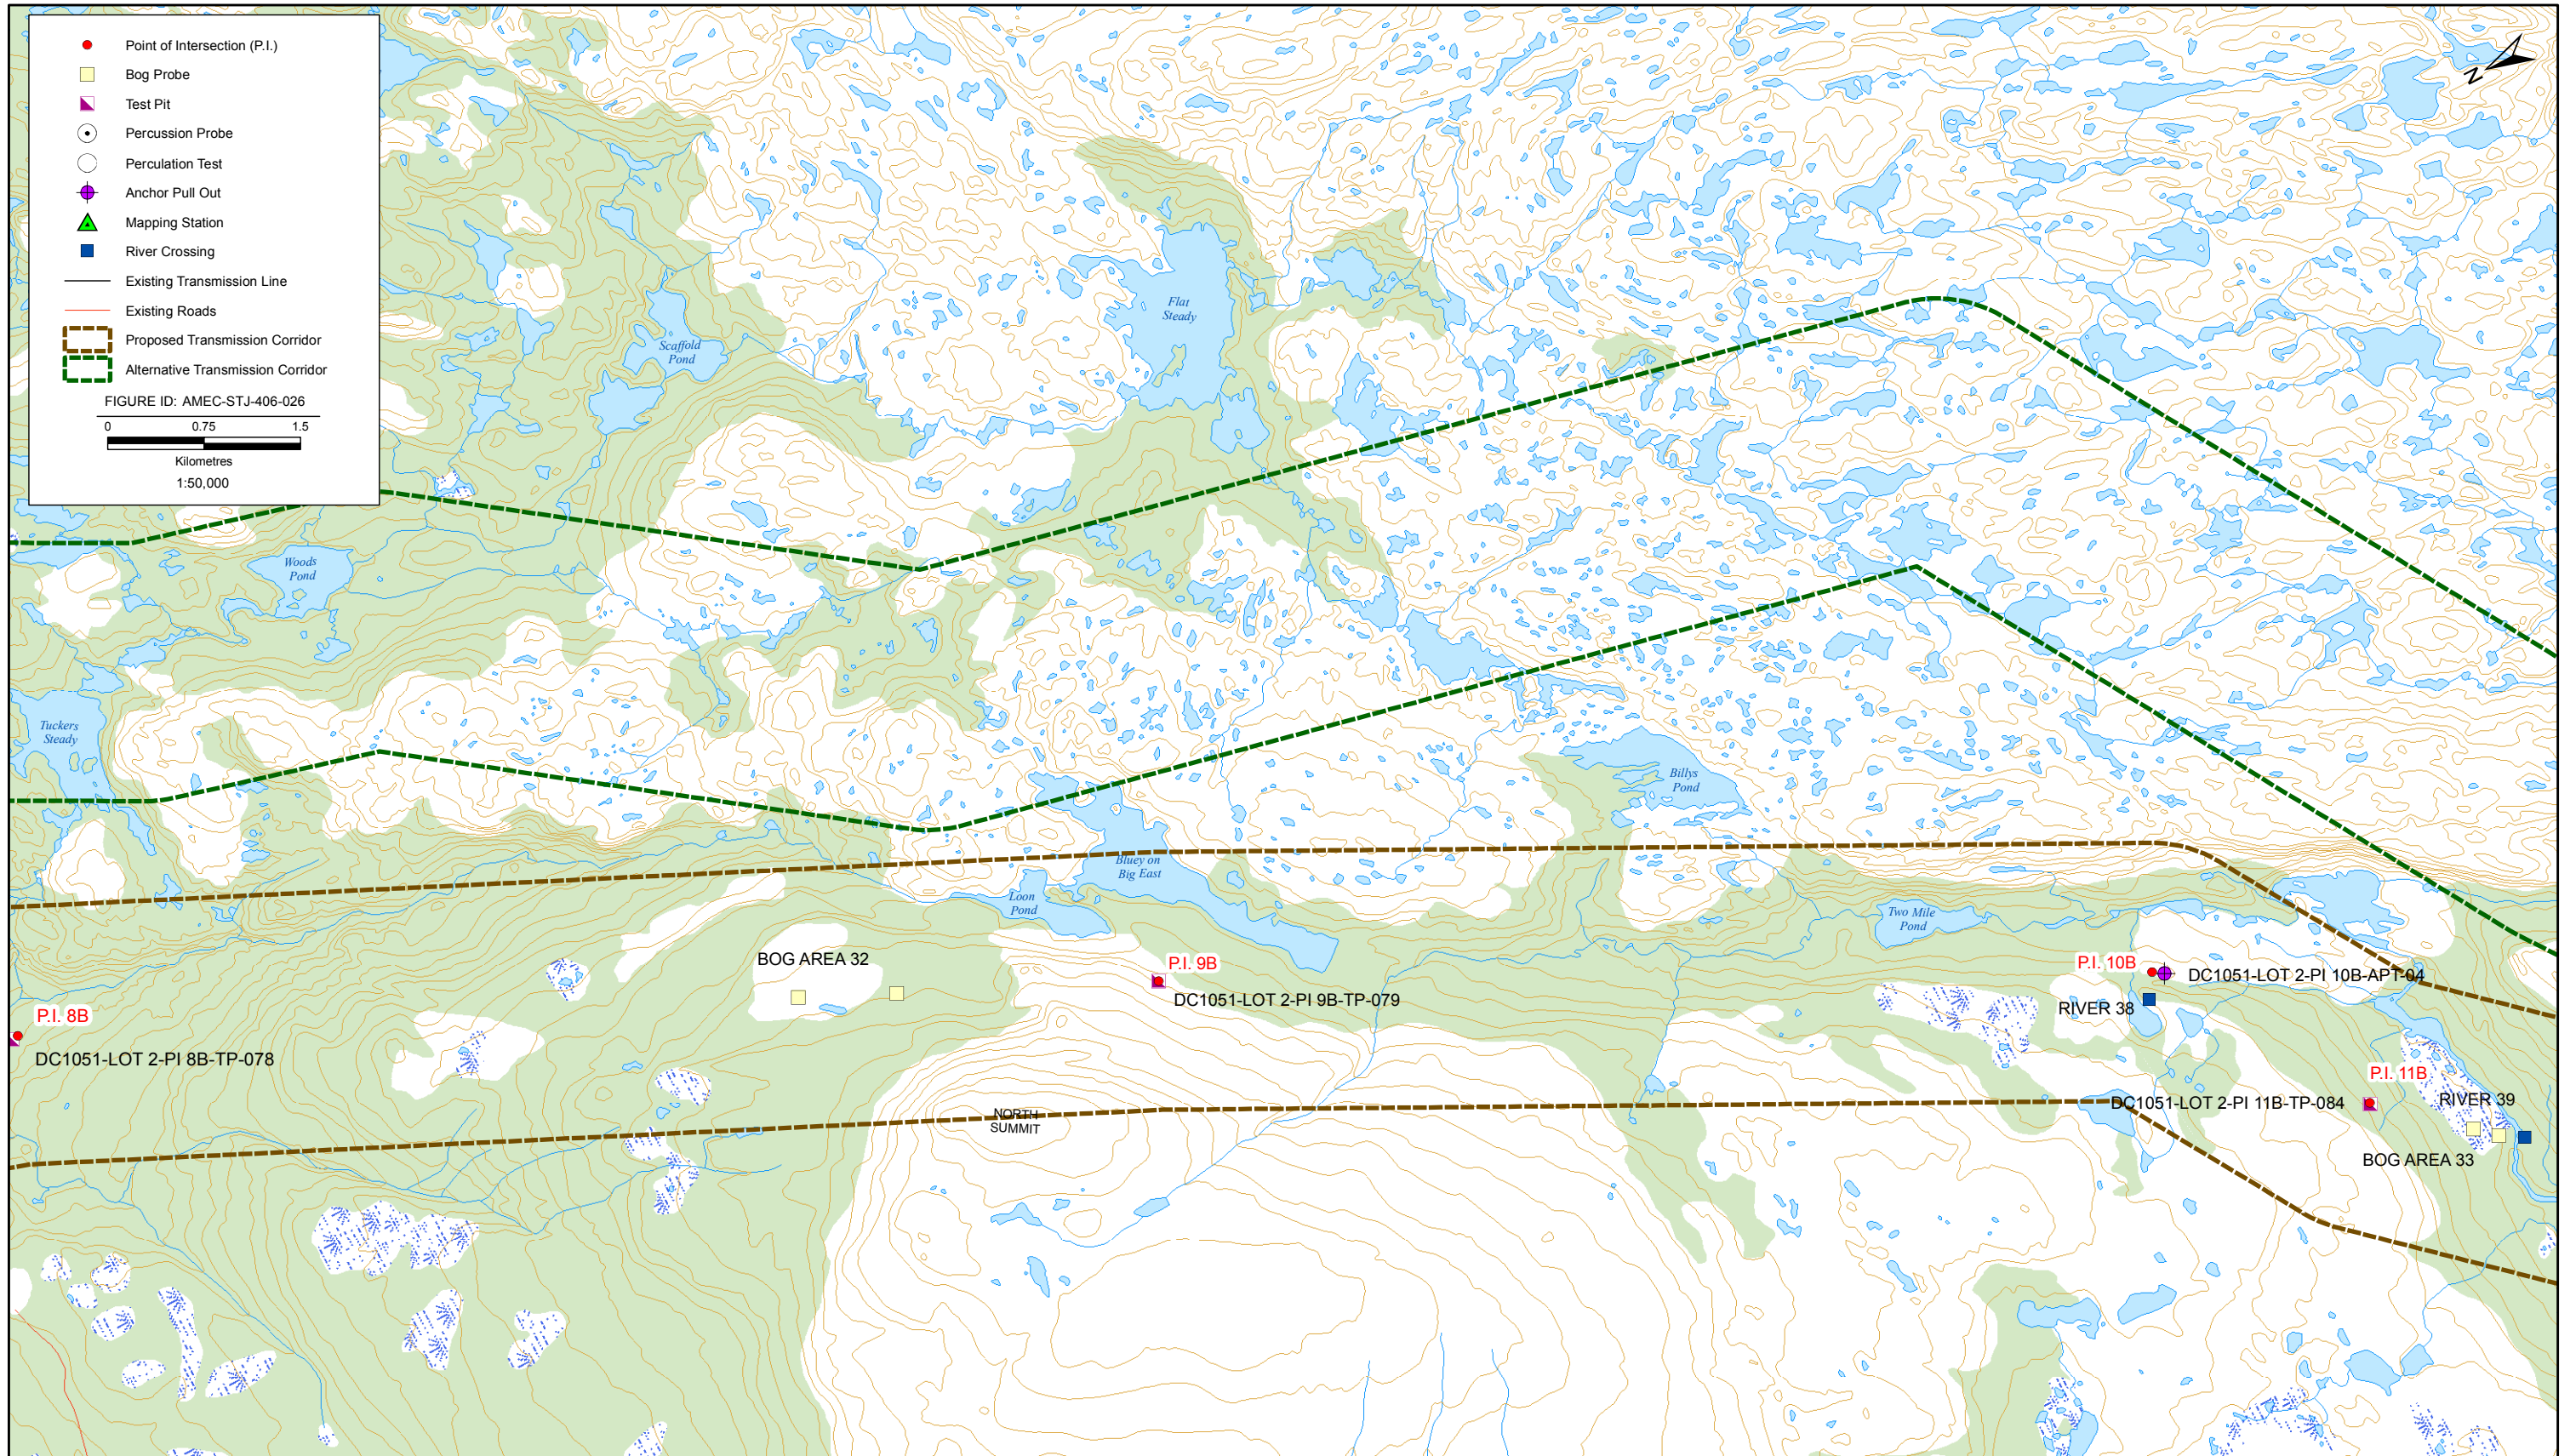 Point of Intersection (P.I.)
Bog Probe
Test Pit
Percussion Probe
Perculation Test
Anchor Pull Out
Mapping Station
River Crossing
Existing Transmission Line
Existing Roads
Proposed Transmission Corridor
Alternative Transmission Corridor
FIGURE ID: AMEC-STJ-406-026
0 0.75 1.5
Kilometres
1:50,000
N
Flat
Steady
Scaffold
Pond
Woods
Pond
Tuckers
Steady
Billys
Pond
Bluey on
Big East
Loon
Pond
Two Mile
Pond
BOG AREA 32
P.I. 9B
DC1051-LOT 2-PI 9B-TP-079
P.I. 10B
DC1051-LOT 2-PI 10B-APT-04
RIVER 38
P.I. 8B
DC1051-LOT 2-PI 8B-TP-078
P.I. 11B
DC1051-LOT 2-PI 11B-TP-084
RIVER 39
NORTH
SUMMIT
BOG AREA 33